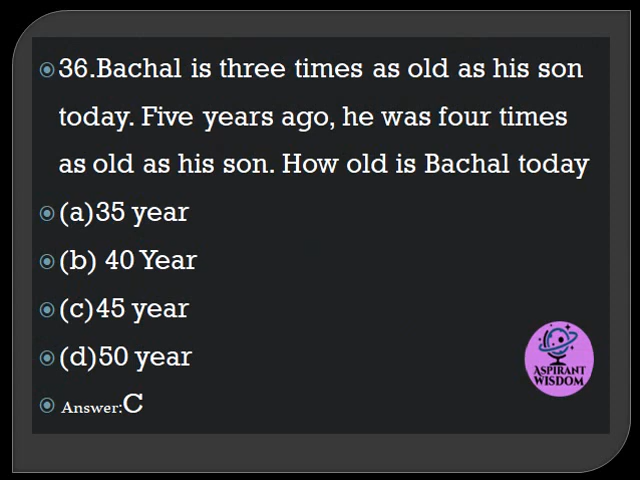 36.Bachal is three times as old as his son
today. Five years ago, he was four times
as old as his son. How old is Bachal today
(a)35 year
(b) 40 Year
(c)45 year
(d)50 year
ASPIRANT
WISDOM
Answer:C